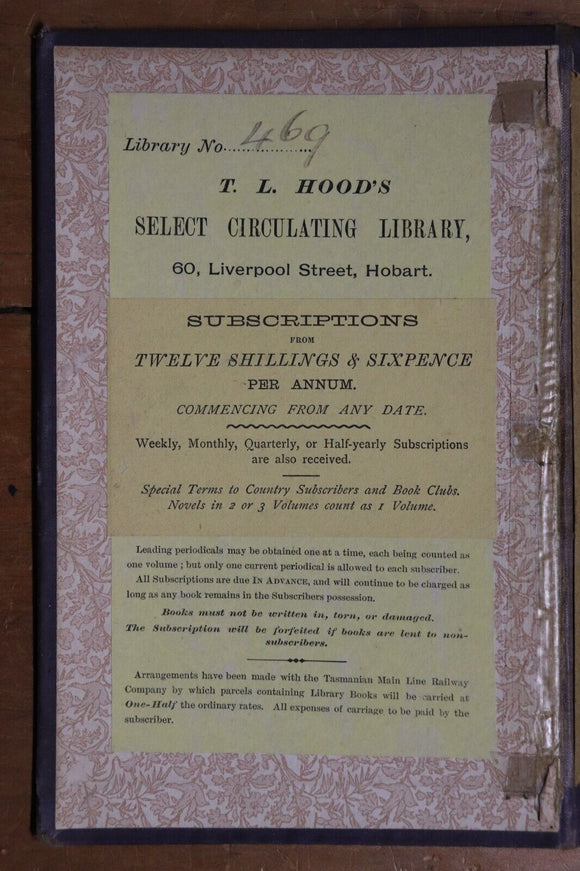 Library No.................... 469
T. L. HOOD'S
SELECT CIRCULATING LIBRARY,
60, Liverpool Street, Hobart.
SUBSCRIPTIONS
FROM
TWELVE SHILLINGS & SIXPENCE
PER ANNUM.
COMMENCING FROM ANY DATE.
Weekly, Monthly, Quarterly, or Half-yearly Subscriptions
are also received.
Special Terms to Country Subscribers and Book Clubs.
Novels in 2 or 3 Volumes count as 1 Volume.
Leading periodicals may be obtained one at a time, each being counted as
one volume ; but only one current periodical is allowed to each subscriber.
All Subscriptions are due IN ADVANCE, and will continue to be charged as
long as any book remains in the Subscribers possession.
Books must not be written in, torn, or damaged.
The Subscription will be forfeited if books are lent to non-
subscribers.
Arrangements have been made with the Tasmanian Main Line Railway
Company by which parcels containing Library Books will be carried at
One-Half the ordinary rates. All expenses of carriage to be paid by the
subscriber.